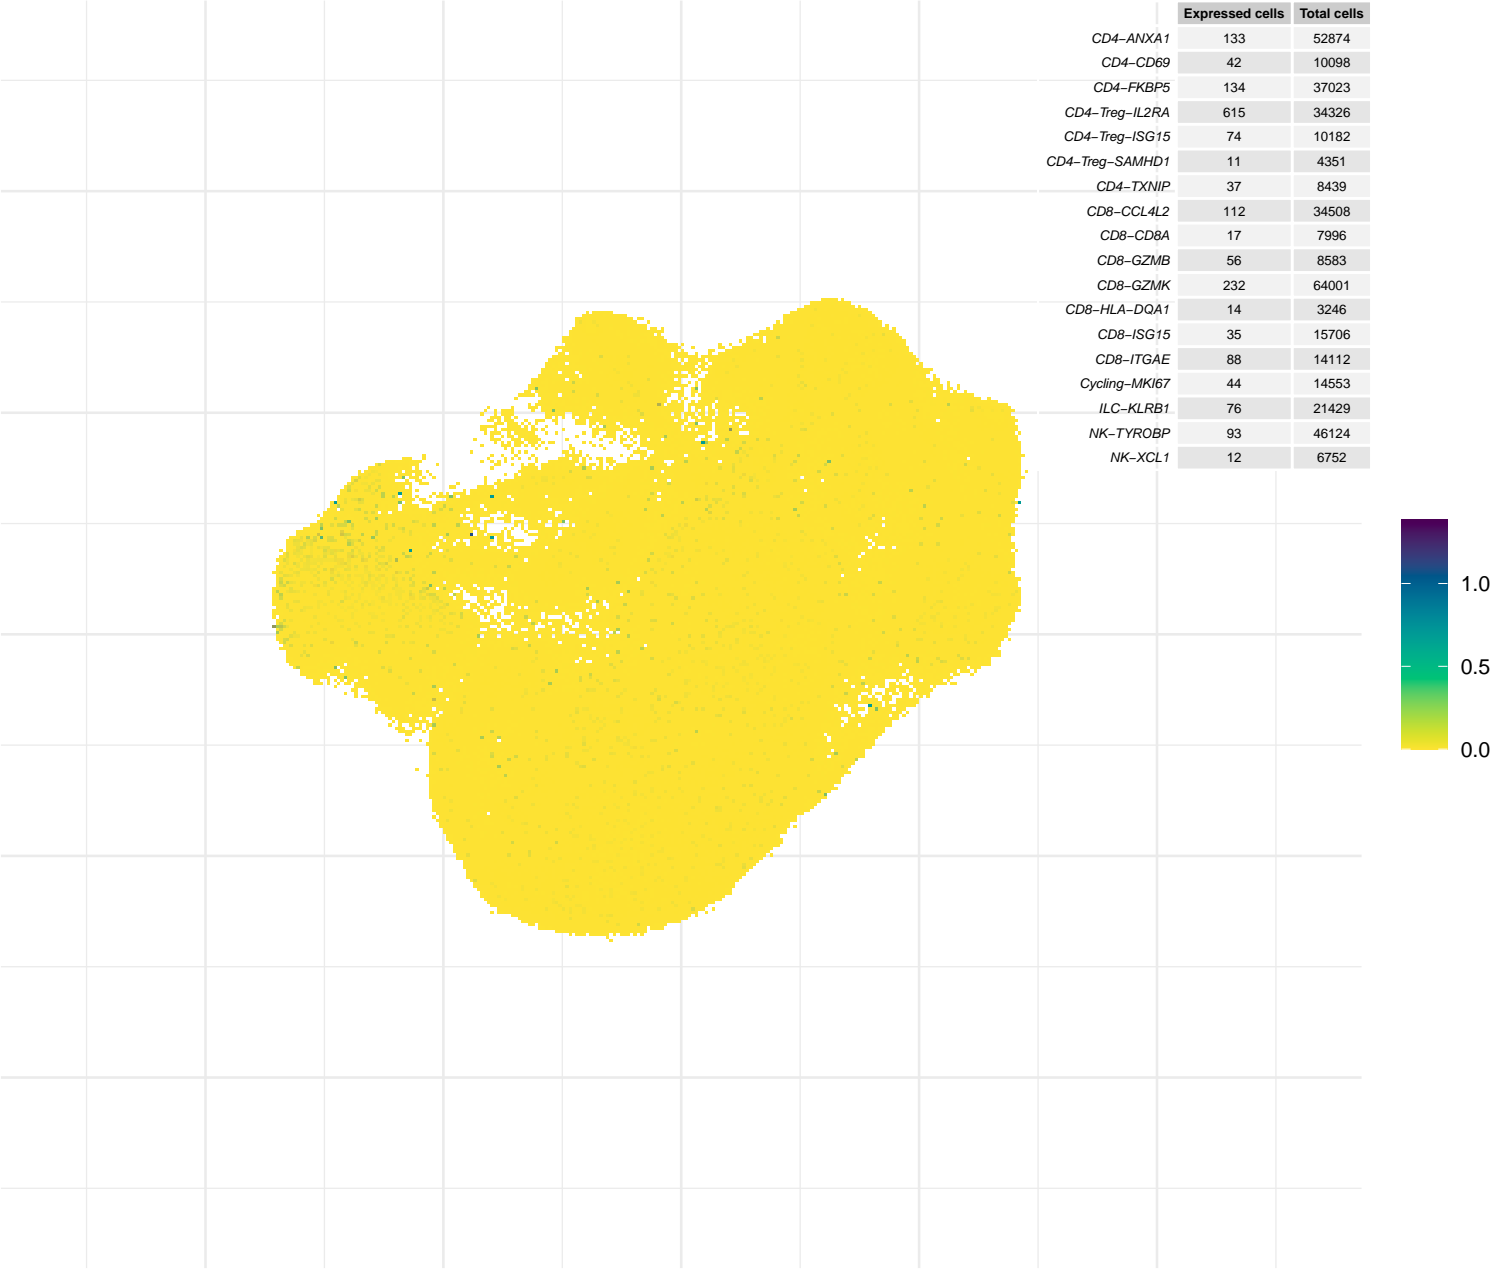 Expressed cells Total cells
CD4−ANXA1 133 52874
CD4−CD69 42 10098
CD4−FKBP5 134 37023
CD4−Treg−IL2RA 615 34326
CD4−Treg−ISG15 74 10182
CD4−Treg−SAMHD1 11 4351
CD4−TXNIP 37 8439
CD8−CCL4L2 112 34508
CD8−CD8A 17 7996
CD8−GZMB 56 8583
CD8−GZMK 232 64001
CD8−HLA−DQA1 14 3246
CD8−ISG15 35 15706
CD8−ITGAE 88 14112
Cycling−MKI67 44 14553
ILC−KLRB1 76 21429
NK−TYROBP 93 46124
NK−XCL1 12 6752
1.0
0.5
0.0